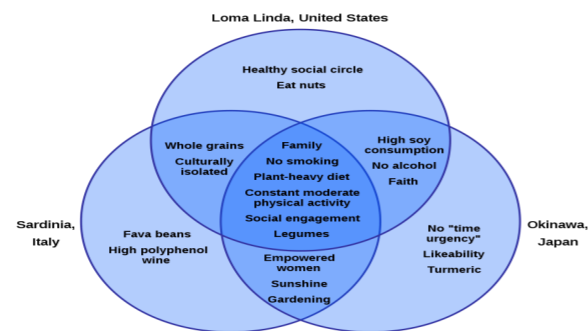 Loma Linda, United States
Healthy social circle
Eat nuts
Whole grains
Culturally
isolated
Family
No smoking
Plant-heavy diet
Constant moderate
physical activity
Social engagement
Legumes
High soy
consumption
No alcohol
Faith
Sardinia,
Italy
Fava beans
High polyphenol
wine
Empowered
women
Sunshine
Gardening
No "time
urgency"
Likeability
Turmeric
Okinawa,
Japan